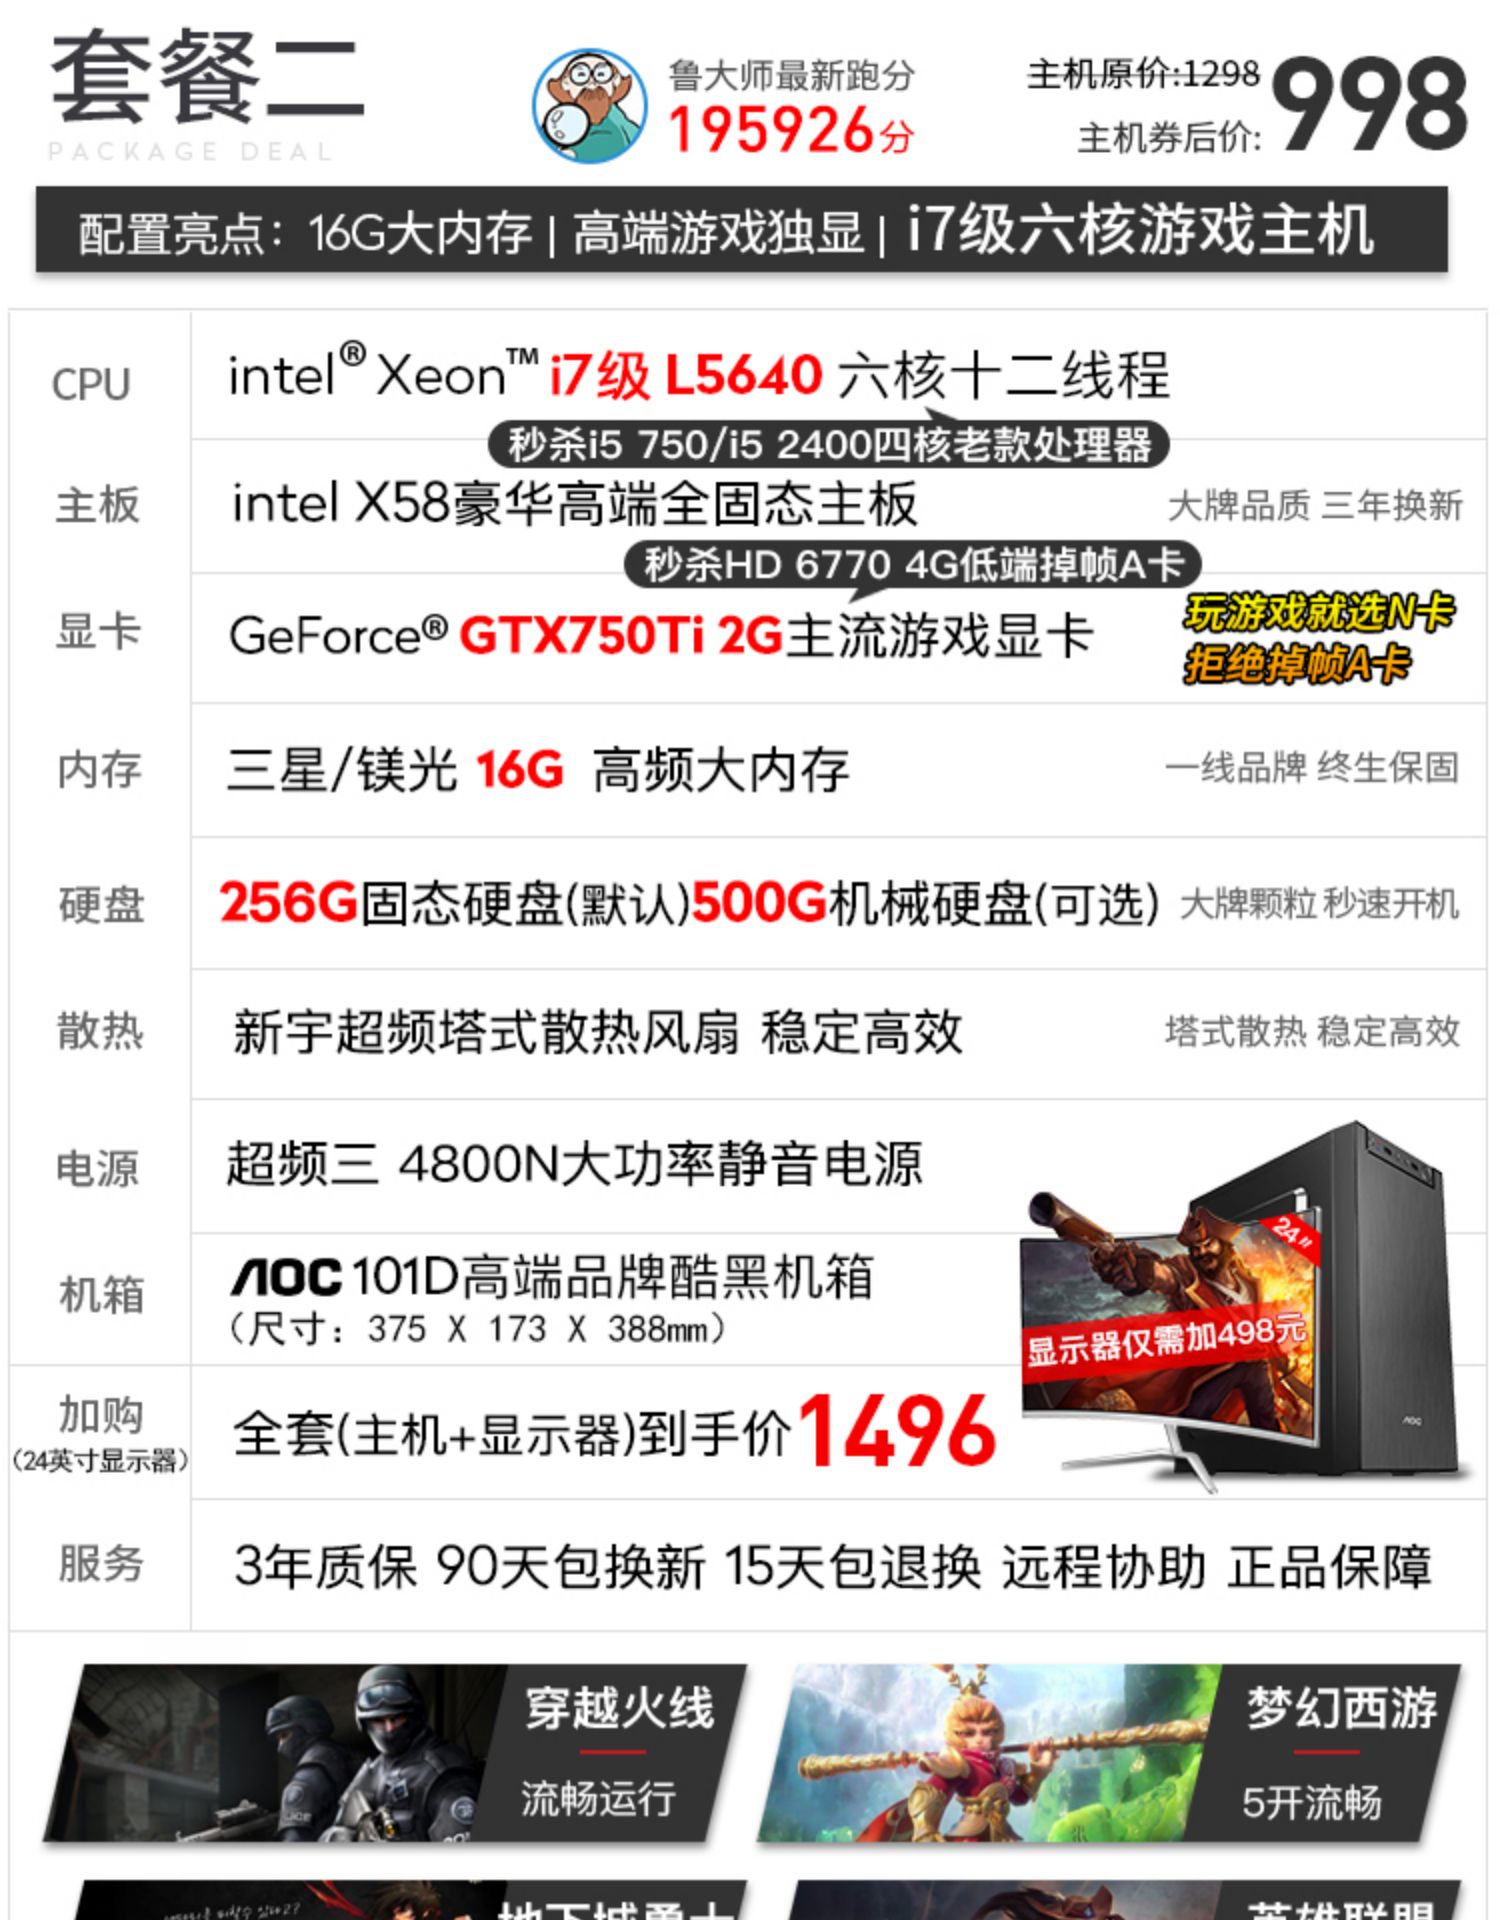 套餐二
PACKAGE DEAL
鲁大师最新跑分
195926分
主机原价:1298
主机券后价:998
配置亮点：16G大内存 | 高端游戏独显 | i7级六核游戏主机
CPU
intel® Xeon™ i7级 L5640 六核十二线程
秒杀i5 750/i5 2400四核老款处理器
主板
intel X58豪华高端全固态主板
大牌品质 三年换新
秒杀HD 6770 4G低端掉帧A卡
显卡
GeForce® GTX750Ti 2G主流游戏显卡
玩游戏就选N卡
拒绝掉帧A卡
内存
三星/镁光 16G 高频大内存
一线品牌 终生保固
硬盘
256G固态硬盘(默认)500G机械硬盘(可选)
大牌颗粒 秒速开机
散热
新宇超频塔式散热风扇 稳定高效
塔式散热 稳定高效
电源
超频三 4800N大功率静音电源
机箱
AOC 101D高端品牌酷黑机箱
（尺寸：375 X 173 X 388mm）
24吋
显示器仅需加498元
AOC
加购
（24英寸显示器）
全套(主机+显示器)到手价1496
服务
3年质保 90天包换新 15天包退换 远程协助 正品保障
穿越火线
流畅运行
梦幻西游
5开流畅
地下城勇士
英雄联盟